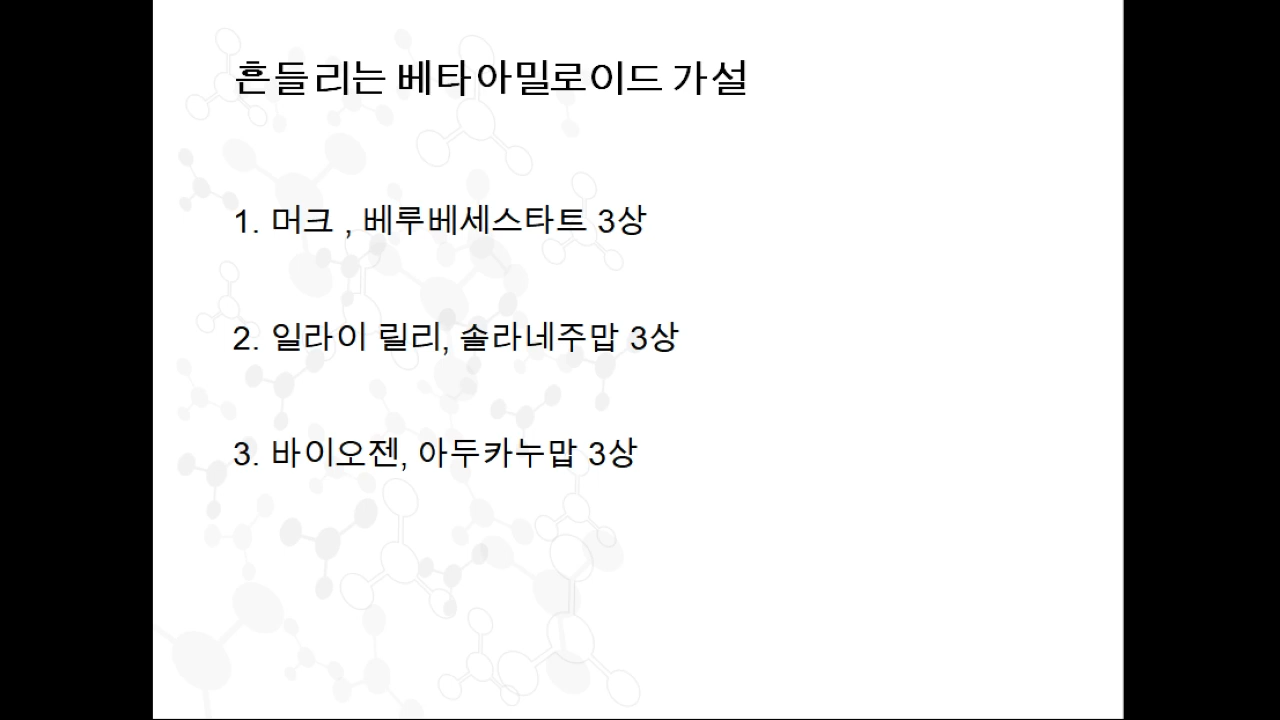 흔들리는 베타아밀로이드 가설
1. 머크 , 베루베세스타트 3상
2. 일라이 릴리, 솔라네주맙 3상
3. 바이오젠, 아두카누맙 3상